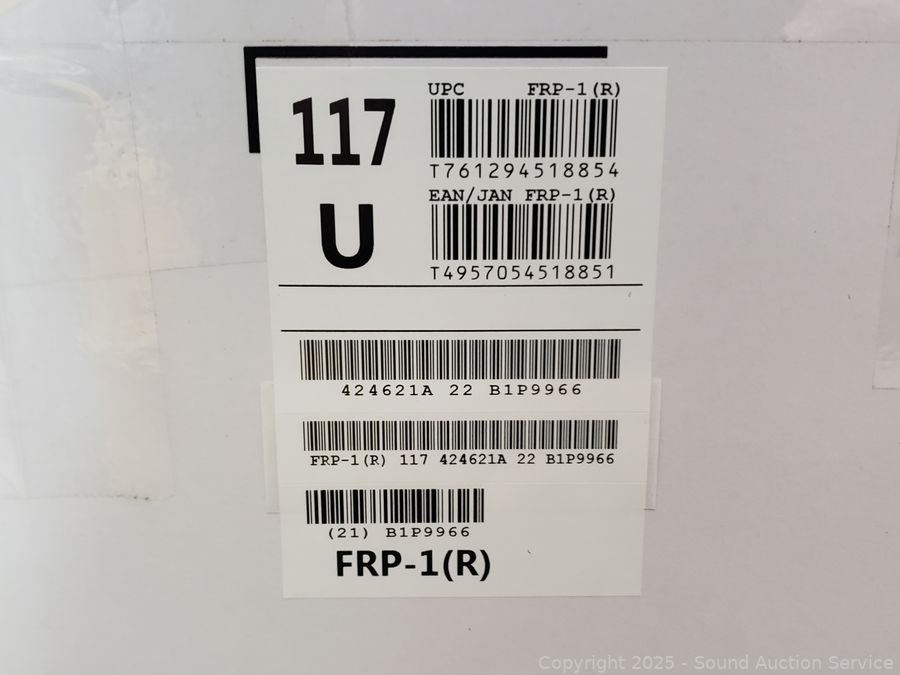 117
U
UPC FRP-1(R)
T761294518854
EAN/JAN FRP-1(R)
T4957054518851
424621A 22 B1P9966
FRP-1(R) 117 424621A 22 B1P9966
(21) B1P9966
FRP-1(R)
Copyright 2025 - Sound Auction Service